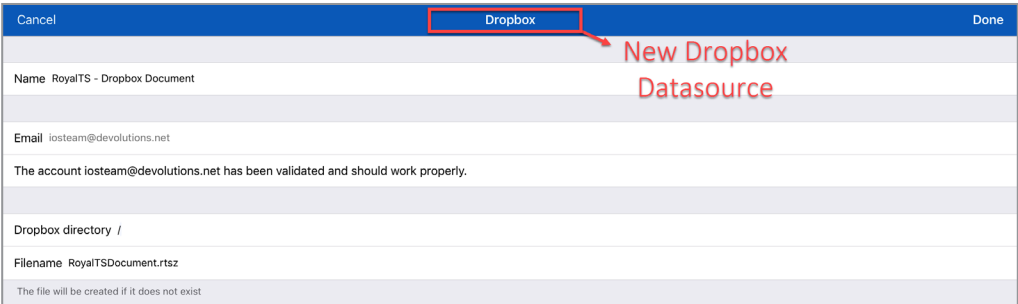 Cancel Dropbox Done
New Dropbox
Datasource
Name RoyalTS - Dropbox Document
Email iosteam@devolutions.net
The account iosteam@devolutions.net has been validated and should work properly.
Dropbox directory /
Filename RoyalTSDocument.rtsz
The file will be created if it does not exist